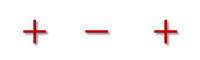 + − +